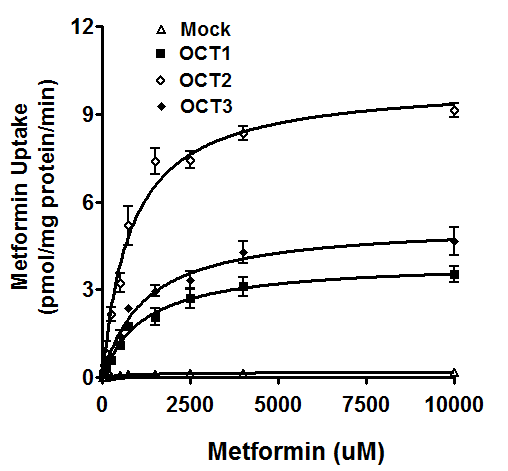 Mock
OCT1
OCT2
OCT3
Metformin Uptake
(pmol/mg protein/min)
12
9
6
3
0
0
2500
5000
7500
10000
Metformin (uM)